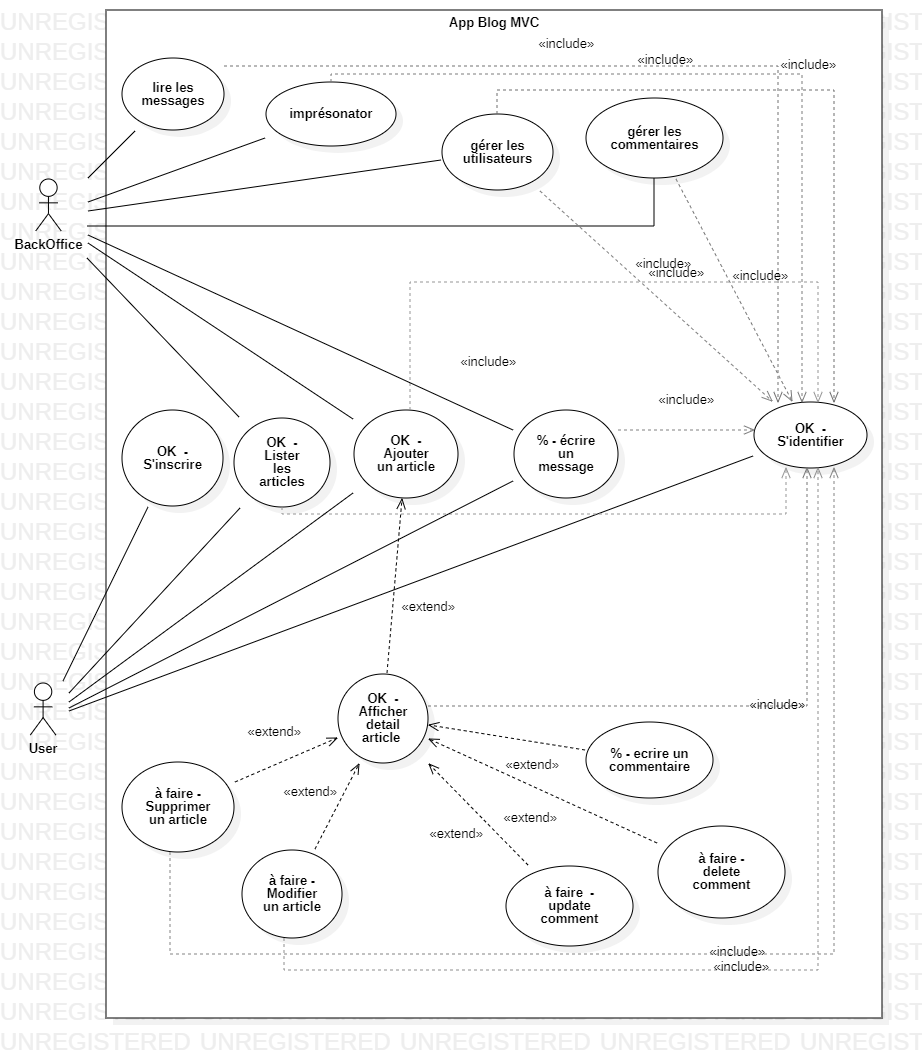 App Blog MVC
«include»
«include»
«include»
lire les
messages
imprésonator
gérer les
utilisateurs
gérer les
commentaires
BackOffice
«include»
«include»
«include»
«include»
«include»
OK -
S'inscrire
OK -
Lister
les
articles
OK -
Ajouter
un article
% - écrire
un
message
OK -
S'identifier
«extend»
OK -
Afficher
detail
article
«include»
User
«extend»
% - ecrire un
commentaire
«extend»
«extend»
à faire -
Supprimer
un article
«extend»
«extend»
à faire -
Modifier
un article
à faire -
update
comment
à faire -
delete
comment
«include»
«include»
UNREGISTERED UNREGISTERED UNREGISTERED UNREGISTERED UNREGIST